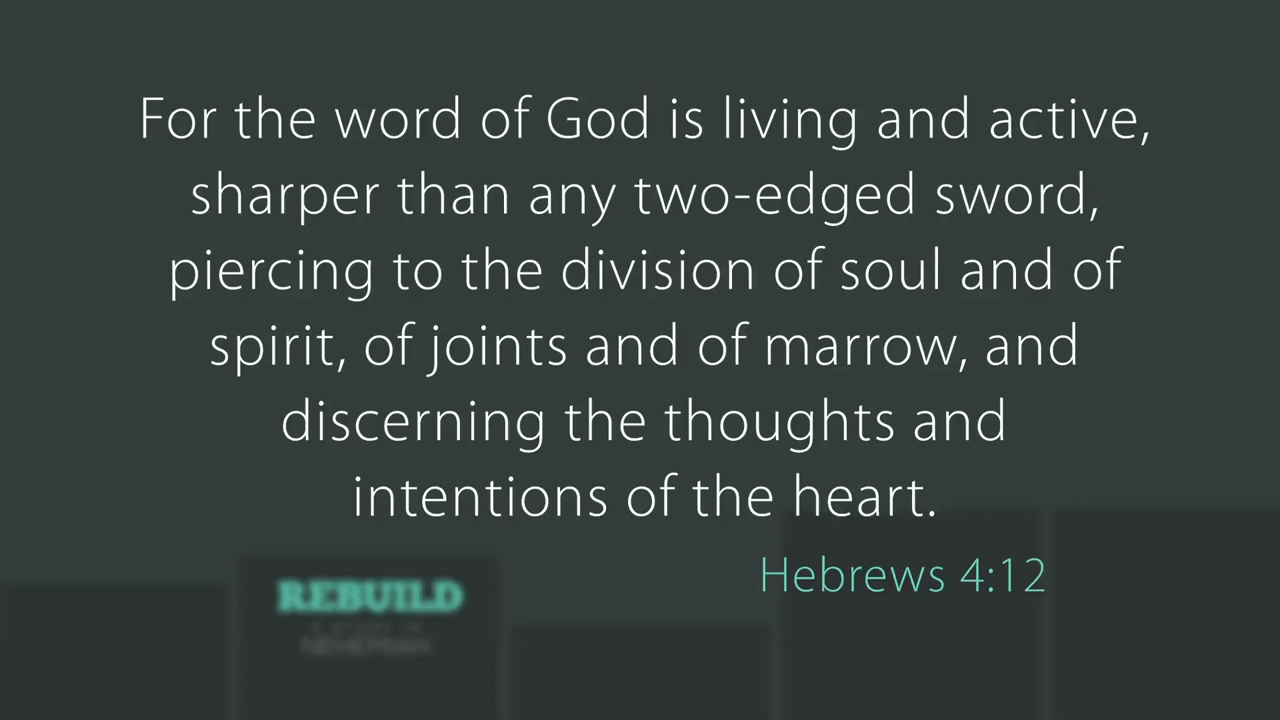 For the word of God is living and active,
sharper than any two-edged sword,
piercing to the division of soul and of
spirit, of joints and of marrow, and
discerning the thoughts and
intentions of the heart.
Hebrews 4:12
REBUILD
NEHEMIAH